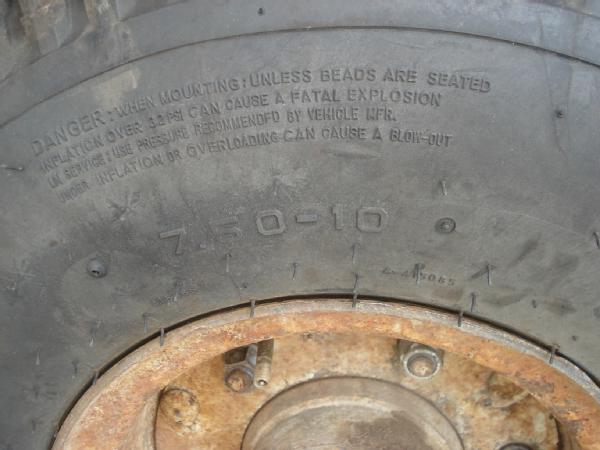 DANGER: WHEN MOUNTING: UNLESS BEADS ARE SEATED
INFLATION OVER 32 PSI CAN CAUSE A FATAL EXPLOSION
IN SERVICE: USE PRESSURE RECOMMENDED BY VEHICLE MFR.
UNDER INFLATION OR OVERLOADING CAN CAUSE A BLOW-OUT
7.50-10